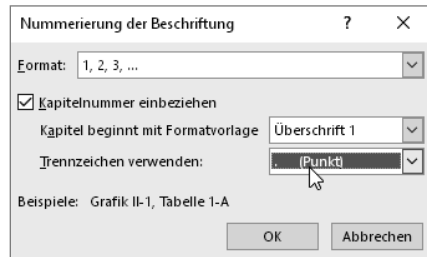 Nummerierung der Beschriftung ? ×
Format: 1, 2, 3, ...
Kapitelnummer einbeziehen
Kapitel beginnt mit Formatvorlage Überschrift 1
Trennzeichen verwenden: . (Punkt)
Beispiele: Grafik II-1, Tabelle 1-A
OK Abbrechen